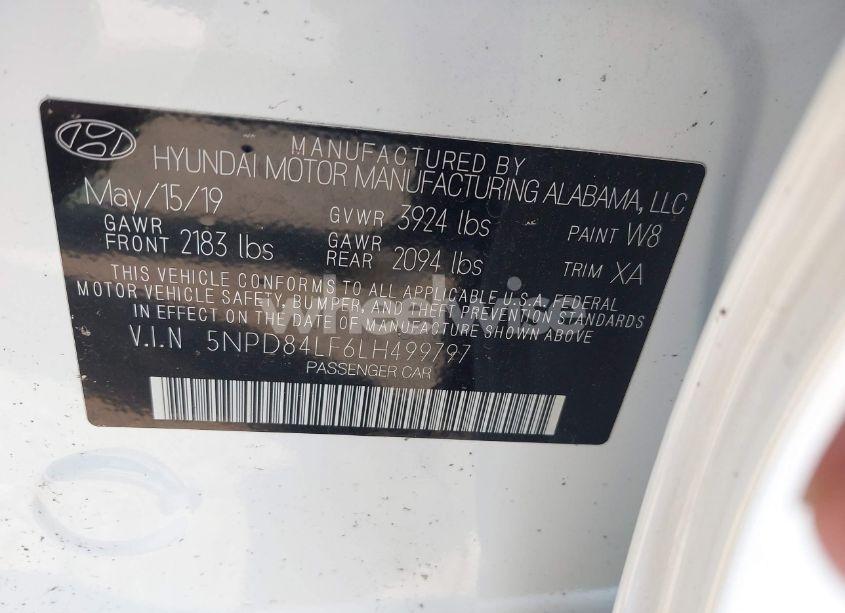 MANUFACTURED BY
HYUNDAI MOTOR MANUFACTURING ALABAMA, LLC
May/15/19 GVWR 3924 lbs PAINT W8
GAWR FRONT 2183 lbs GAWR REAR 2094 lbs TRIM XA
THIS VEHICLE CONFORMS TO ALL APPLICABLE U.S.A. FEDERAL
MOTOR VEHICLE SAFETY, BUMPER, AND THEFT PREVENTION STANDARDS
IN EFFECT ON THE DATE OF MANUFACTURE SHOWN ABOVE
V.I.N 5NPD84LF6LH499797
PASSENGER CAR
wheelwise